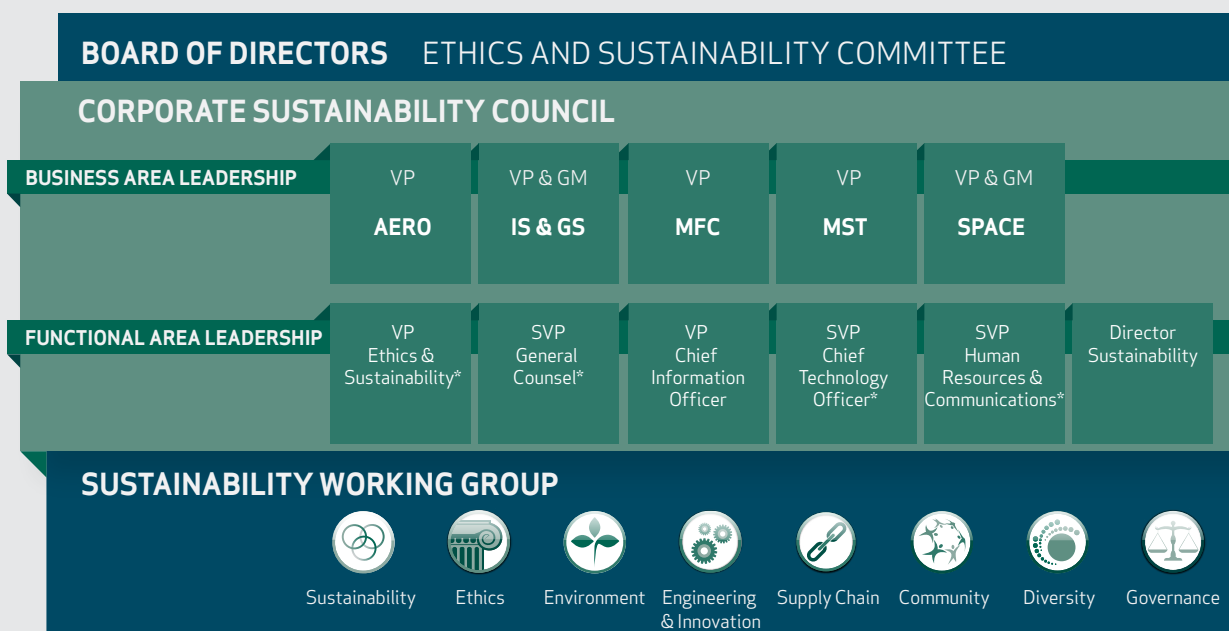 BOARD OF DIRECTORS ETHICS AND SUSTAINABILITY COMMITTEE
CORPORATE SUSTAINABILITY COUNCIL
BUSINESS AREA LEADERSHIP
VP
AERO
VP & GM
IS & GS
VP
MFC
VP
MST
VP & GM
SPACE
FUNCTIONAL AREA LEADERSHIP
VP
Ethics &
Sustainability*
SVP
General
Counsel*
VP
Chief
Information
Officer
SVP
Chief
Technology
Officer*
SVP
Human
Resources &
Communications*
Director
Sustainability
SUSTAINABILITY WORKING GROUP
Sustainability
Ethics
Environment
Engineering
& Innovation
Supply Chain
Community
Diversity
Governance